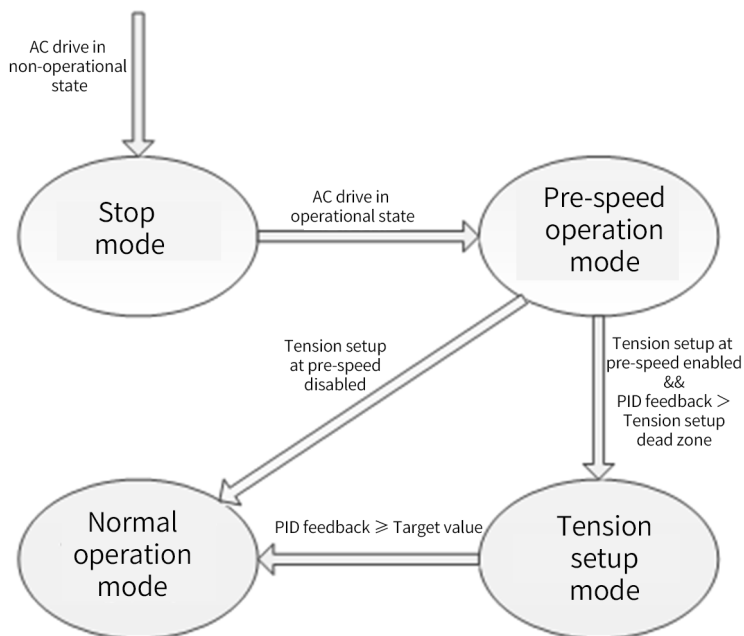 AC drive in
non-operational
state
Stop
mode
AC drive in
operational state
Pre-speed
operation
mode
Tension setup
at pre-speed
disabled
Tension setup at
pre-speed enabled
&&
PID feedback >
Tension setup
dead zone
Normal
operation
mode
PID feedback ⩾ Target value
Tension
setup
mode